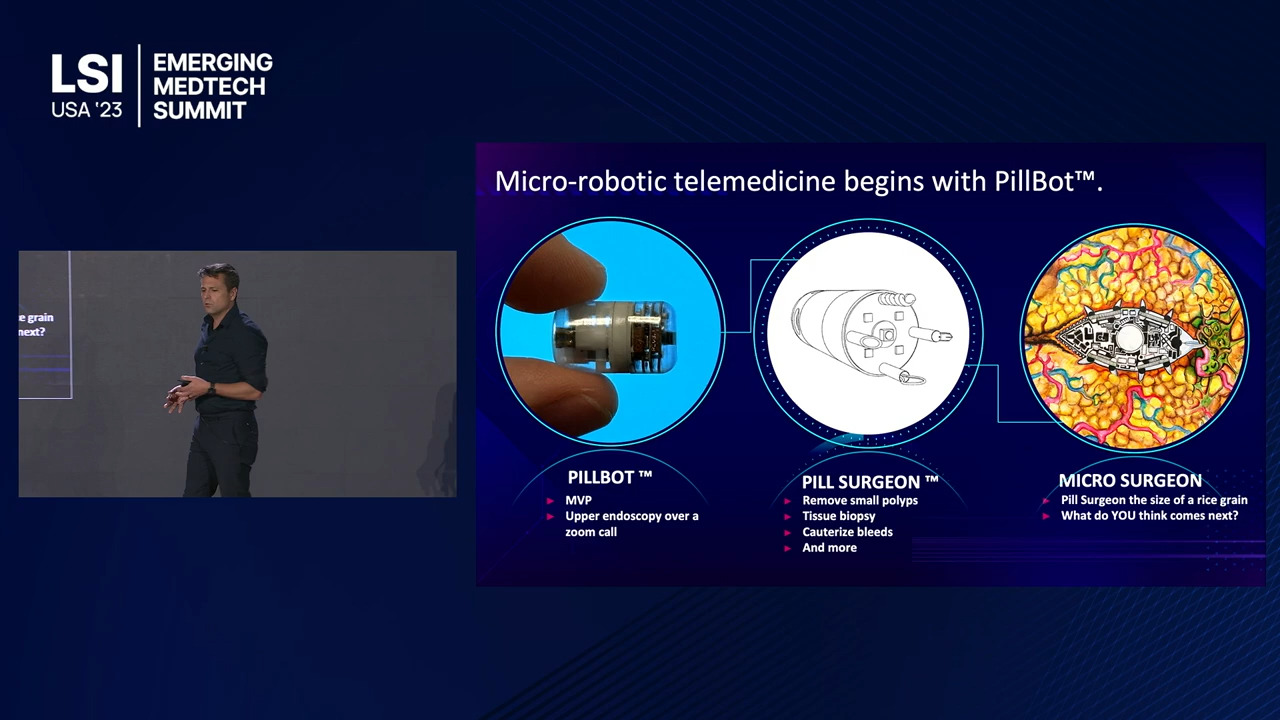 LSI
USA '23
EMERGING
MEDTECH
SUMMIT
Micro-robotic telemedicine begins with PillBot™.
e grain
next?
PILLBOT ™
MVP
Upper endoscopy over a
zoom call
PILL SURGEON ™
Remove small polyps
Tissue biopsy
Cauterize bleeds
And more
MICRO SURGEON
Pill Surgeon the size of a rice grain
What do YOU think comes next?